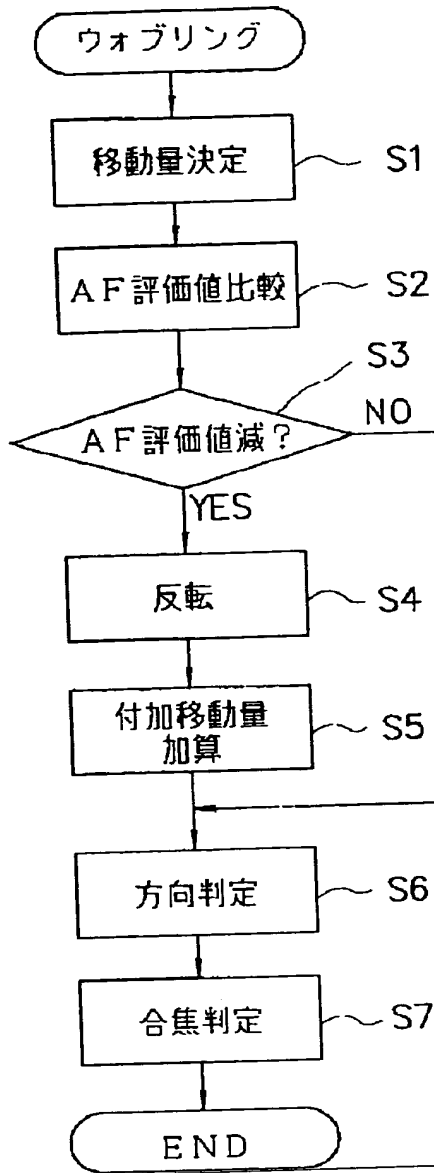 ウォブリング
移動量決定
S1
AF評価値比較
S2
S3
AF評価値減?
NO
YES
反転
S4
付加移動量
加算
S5
方向判定
S6
合焦判定
S7
END